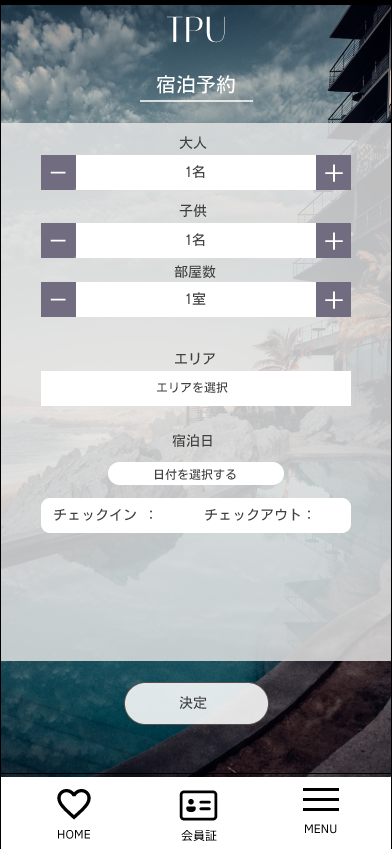 TPU
宿泊予約
大人
1名
子供
1名
部屋数
1室
エリア
エリアを選択
宿泊日
日付を選択する
チェックイン ： チェックアウト：
決定
HOME 会員証 MENU